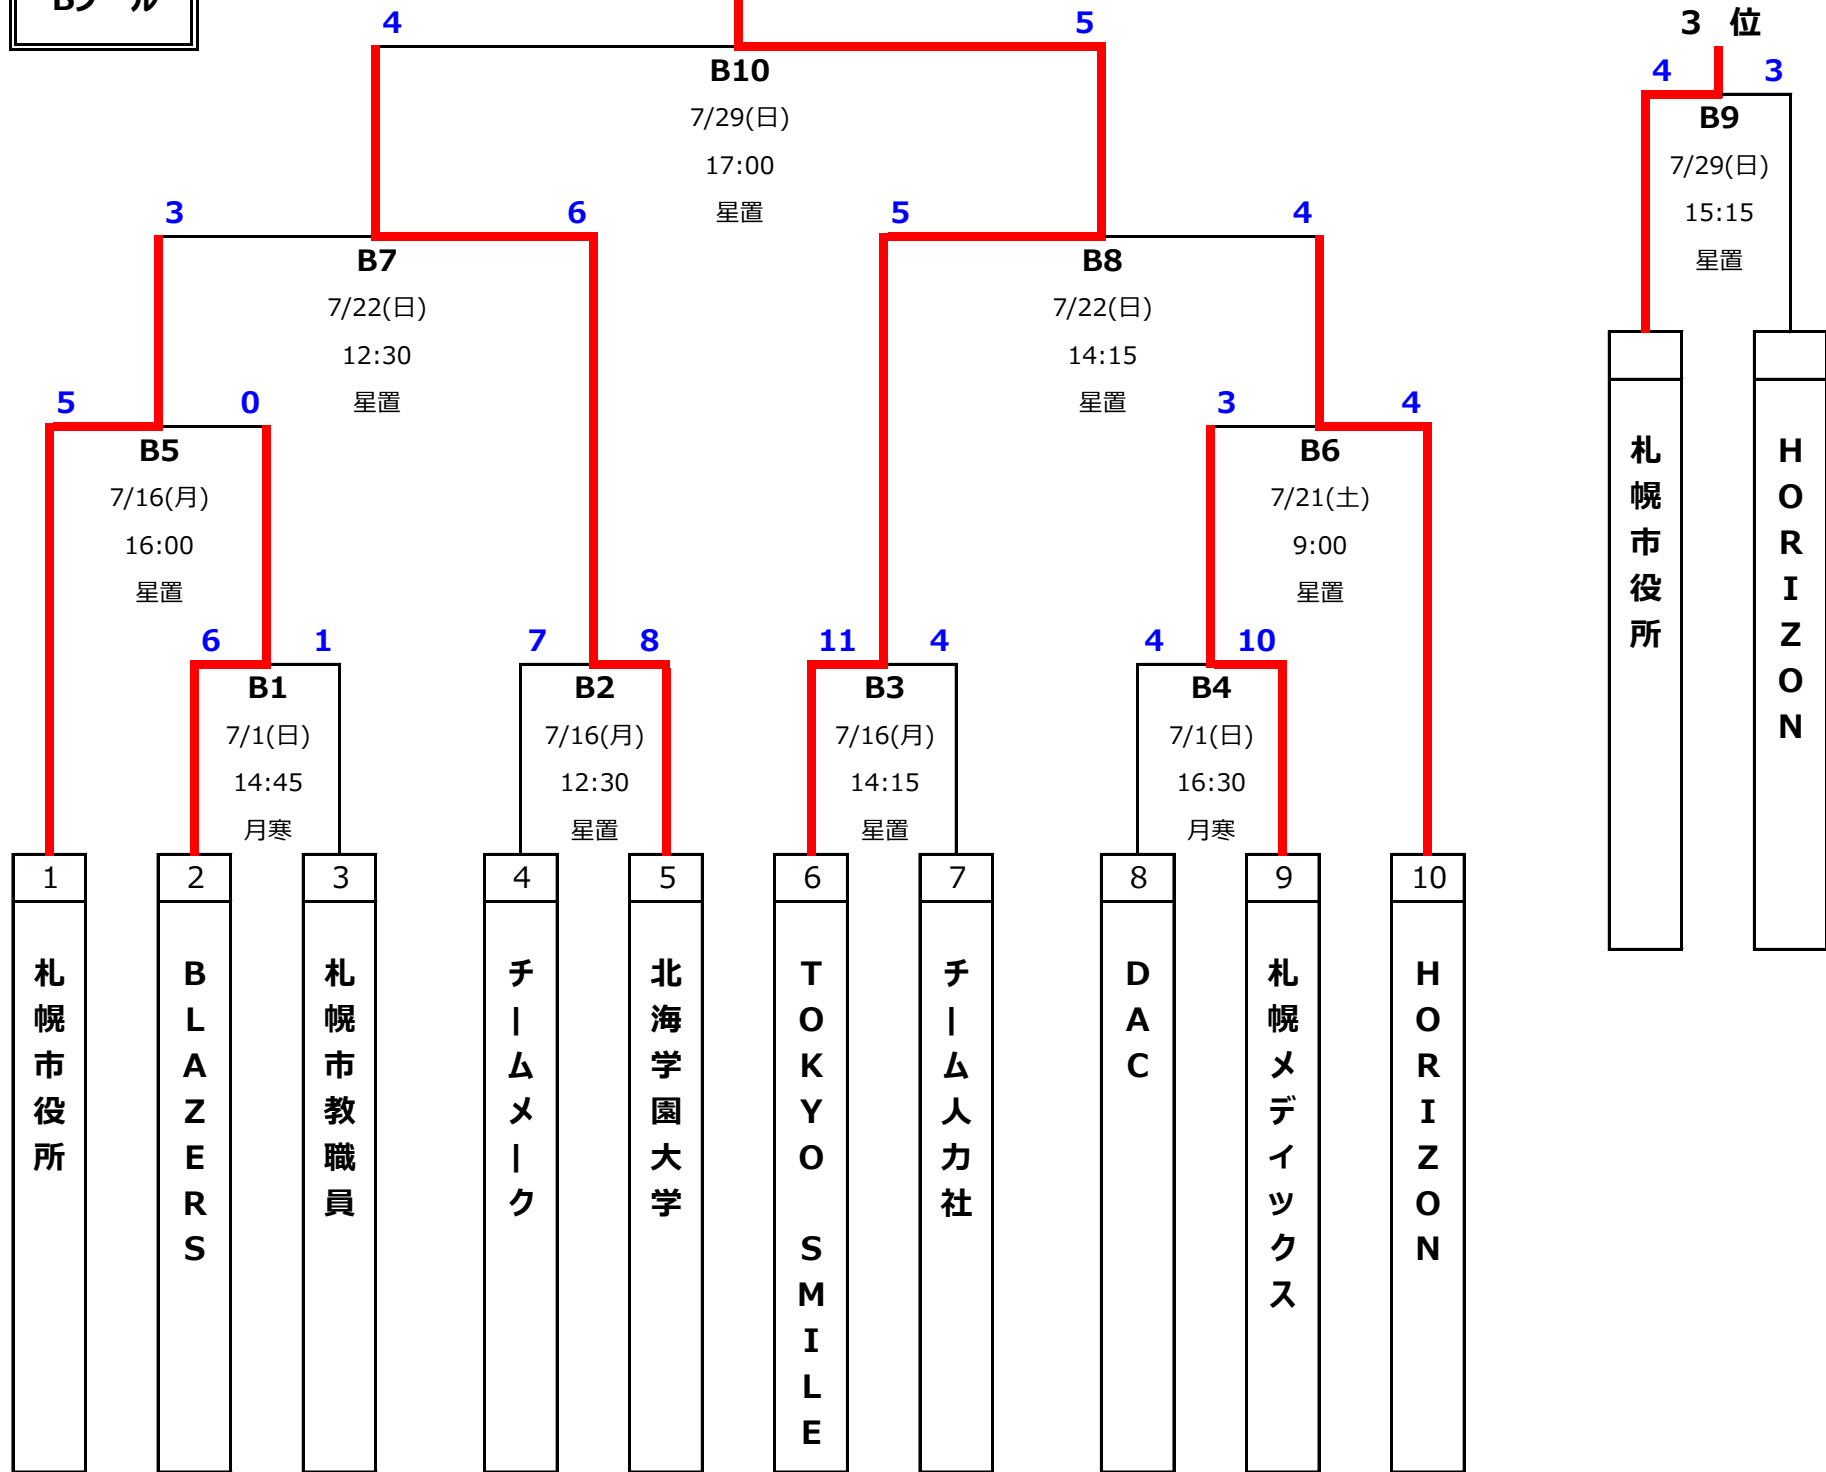 Bブール
3 位
4 5
4 3
B10
7/29(日)
17:00
星置
B9
7/29(日)
15:15
星置
3 6 5 4
B7
7/22(日)
12:30
星置
B8
7/22(日)
14:15
星置
5 0
3 4
B5
7/16(月)
16:00
星置
B6
7/21(土)
9:00
星置
6 1 7 8 11 4 4 10
B1
7/1(日)
14:45
月寒
B2
7/16(月)
12:30
星置
B3
7/16(月)
14:15
星置
B4
7/1(日)
16:30
月寒
1 2 3 4 5 6 7 8 9 10
札幌市役所
BLAZERS
札幌市教職員
チームメーク
北海学園大学
TOKYO SMILE
チーム人力社
DAC
札幌メディックス
HORIZON
札幌市役所
HORIZON